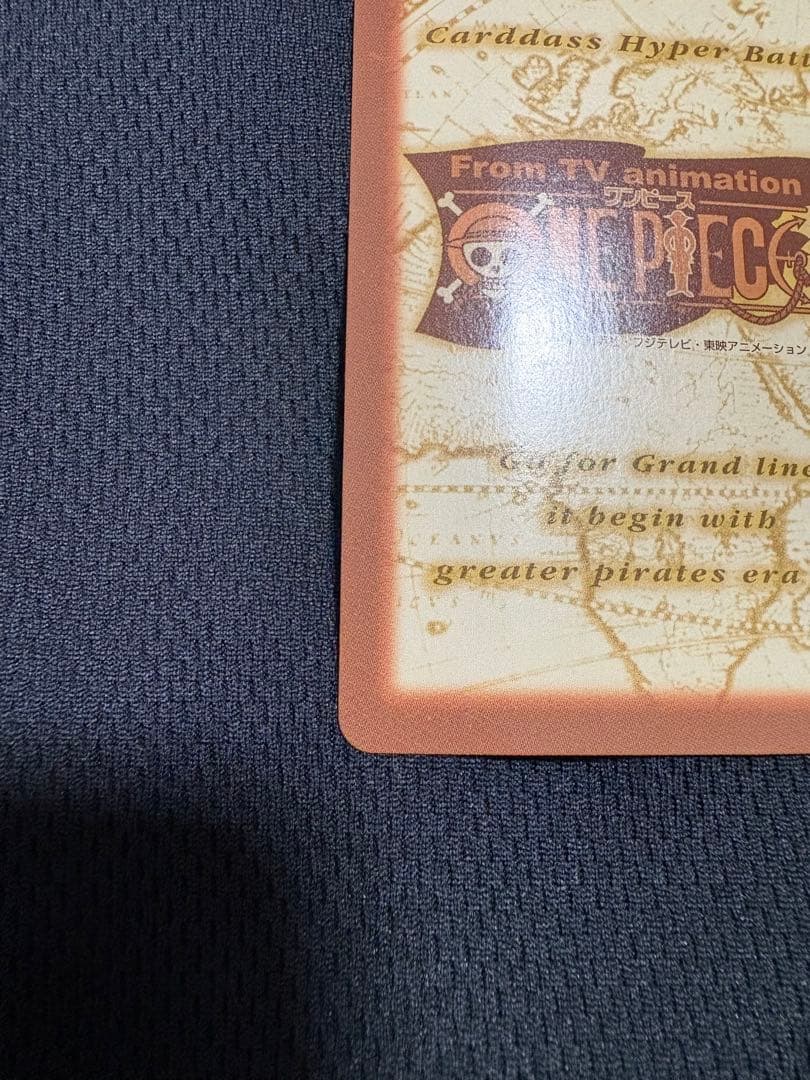 Carddass Hyper Batt
From TV animation
ワンピース
ONE PIECE
・フジテレビ・東映アニメーション
Go for Grand line
it begin with
greater pirates era